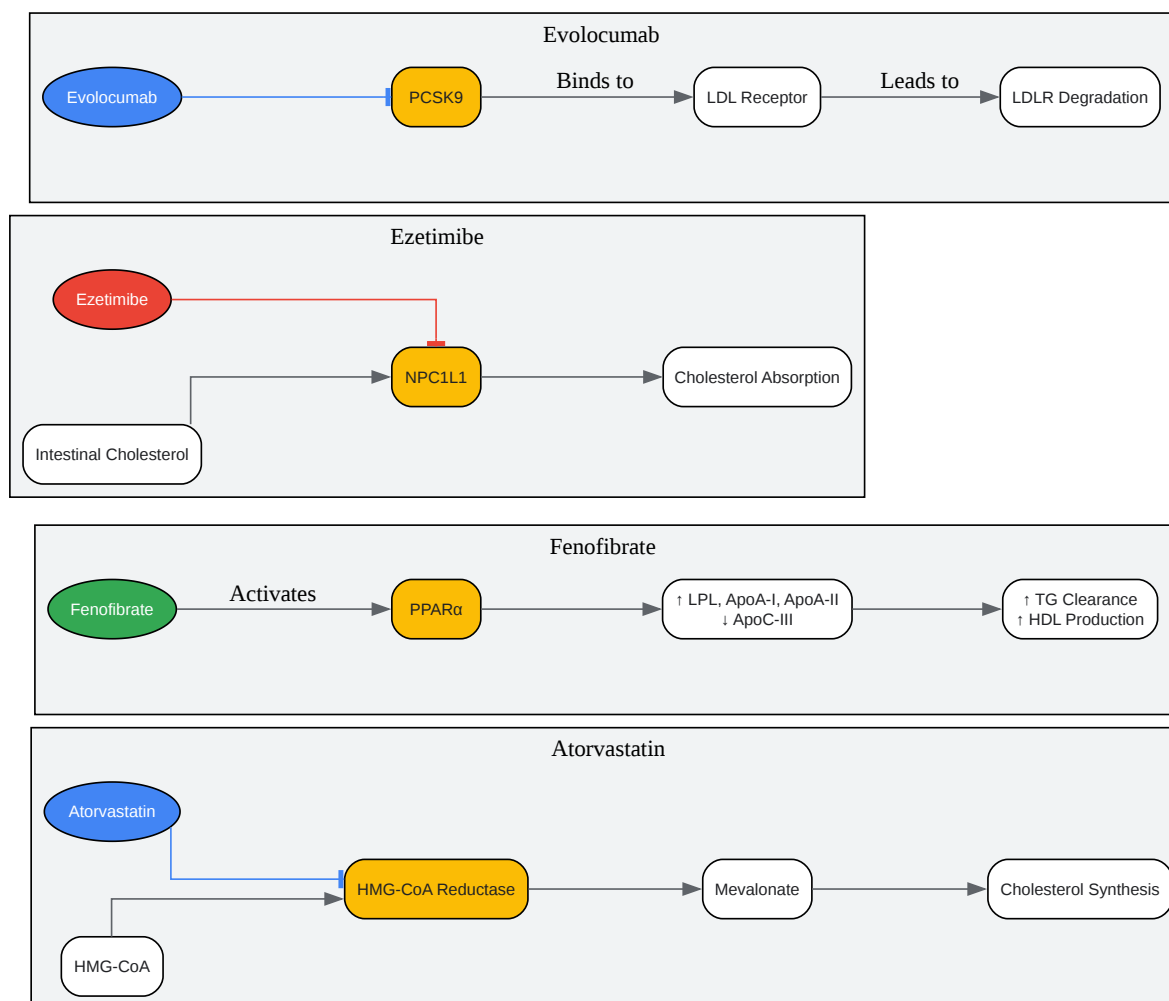 Evolocumab
Evolocumab
PCSK9
Binds to
LDL Receptor
Leads to
LDLR Degradation
Ezetimibe
Ezetimibe
NPC1L1
Cholesterol Absorption
Intestinal Cholesterol
Fenofibrate
Fenofibrate
Activates
PPARα
↑ LPL, ApoA-I, ApoA-II
↓ ApoC-III
↑ TG Clearance
↑ HDL Production
Atorvastatin
Atorvastatin
HMG-CoA Reductase
Mevalonate
Cholesterol Synthesis
HMG-CoA